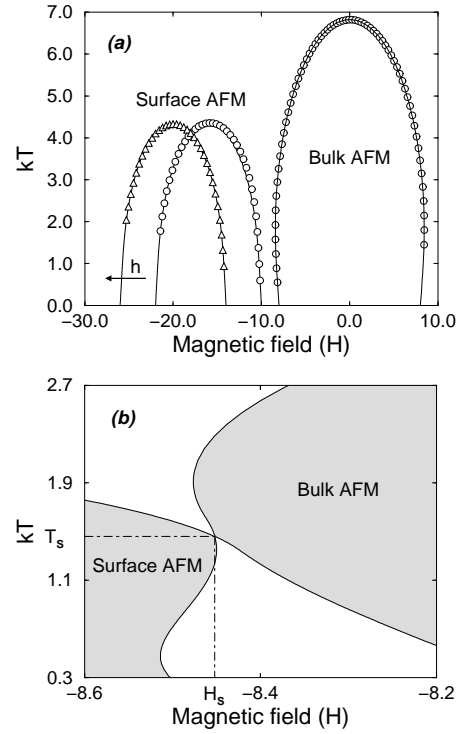 (a)
7.0
6.0
5.0
4.0
3.0
2.0
1.0
0.0
kT
Surface AFM
Bulk AFM
h
−30.0 −20.0 −10.0 0.0 10.0
Magnetic field (H)
(b)
2.7
1.9
1.1
0.3
kT
Ts
Bulk AFM
Surface AFM
−8.6 Hs −8.4 −8.2
Magnetic field (H)